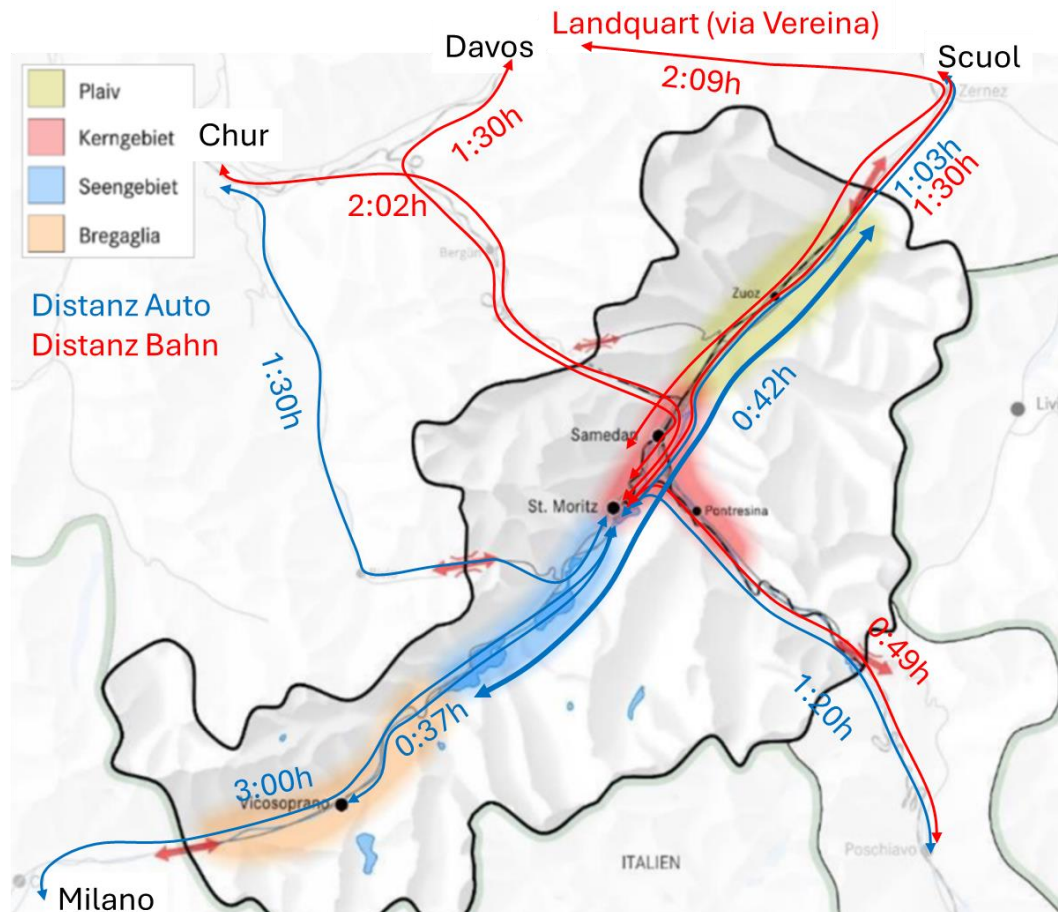 Landquart (via Vereina)
Davos
Scuol
2:09h
Zernez
Plaiv
Kerngebiet
Seengebiet
Bregaglia
Chur
1:30h
1:03h
1:30h
2:02h
Bergün
Distanz Auto
Distanz Bahn
Zuoz
1:30h
0:42h
Livi
Samedan
St. Moritz
Pontresina
0:49h
1:20h
0:37h
3:00h
Vicosoprano
Poschiavo
ITALIEN
Milano